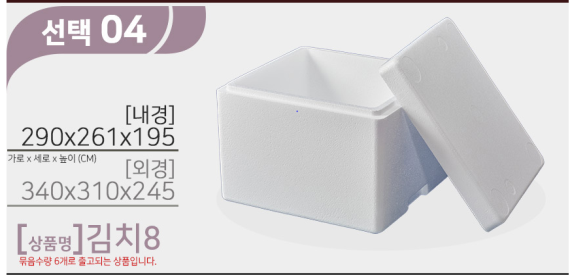 선택 04
[내경]
290x261x195
가로 x 세로 x 높이 (CM)
[외경]
340x310x245
[상품명]김치8
묶음수량 6개로 출고되는 상품입니다.